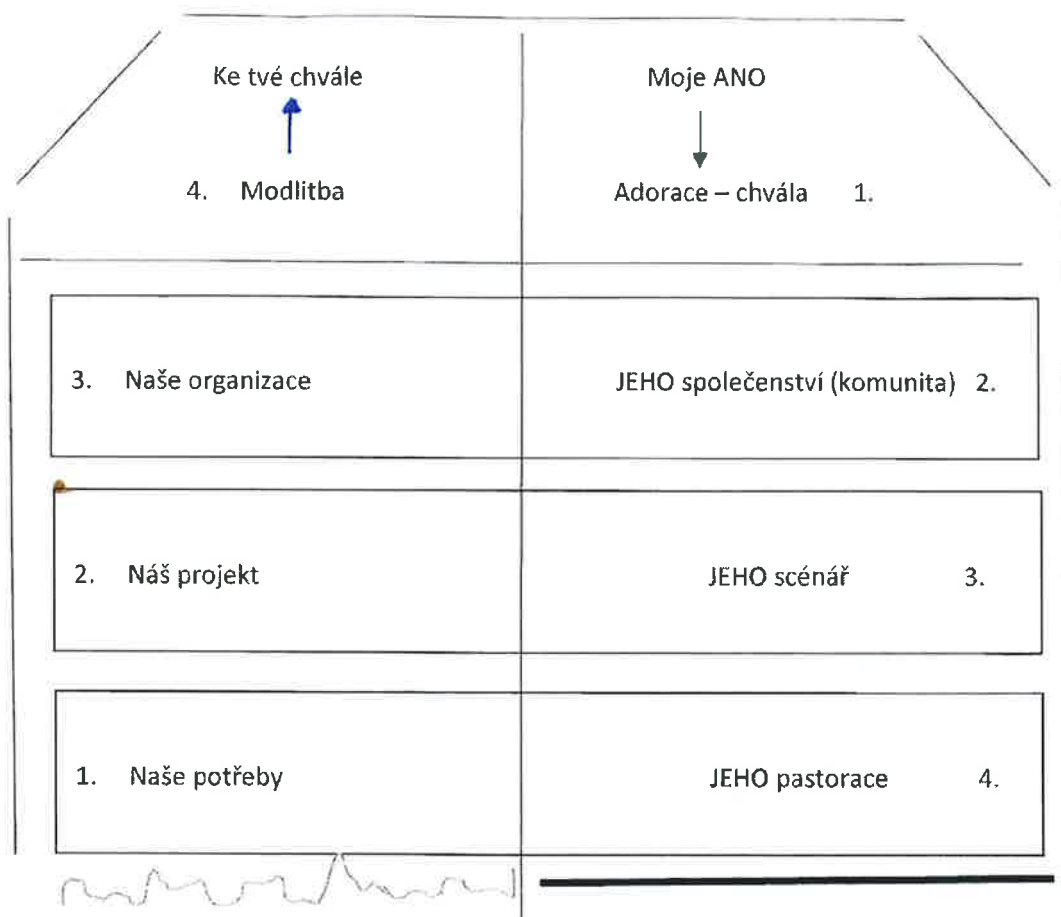 Ke tvé chvále Moje ANO
4. Modlitba Adorace – chvála 1.
3. Naše organizace JEHO společenství (komunita) 2.
2. Náš projekt JEHO scénář 3.
1. Naše potřeby JEHO pastorace 4.